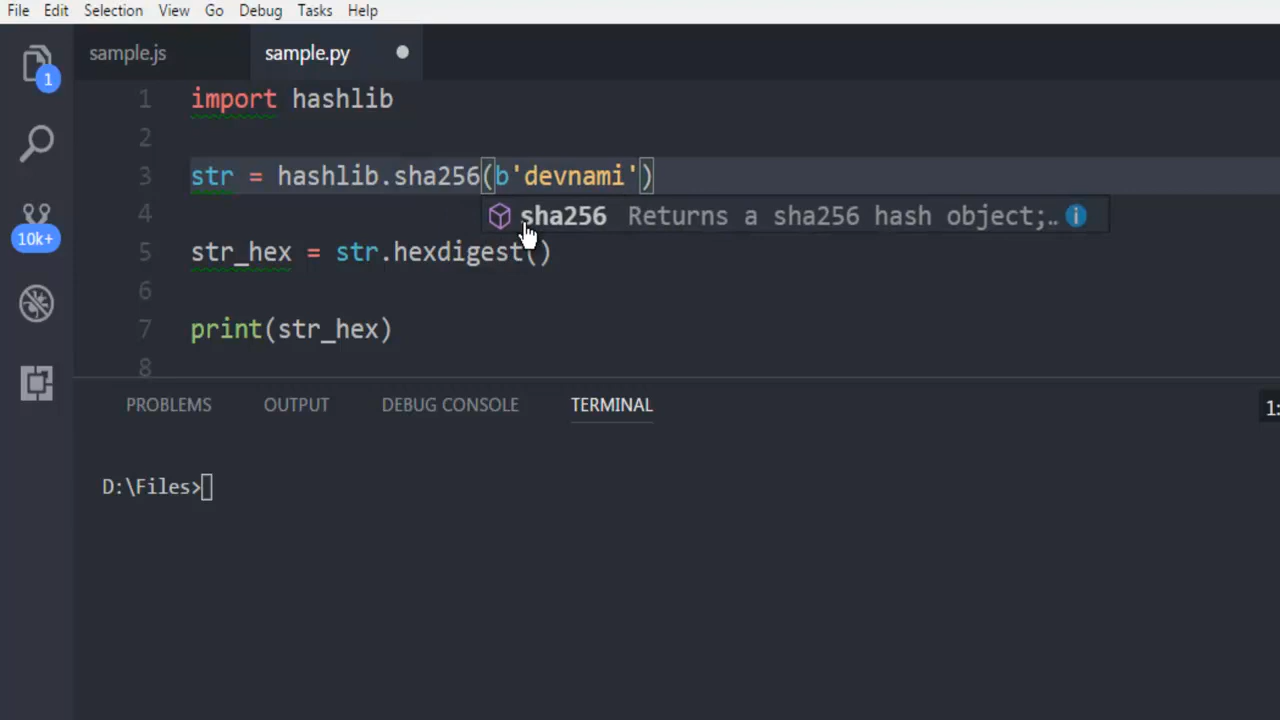 File Edit Selection View Go Debug Tasks Help
sample.js sample.py
1
1 import hashlib
2
3 str = hashlib.sha256(b'devnami')
4 sha256 Returns a sha256 hash object;..
10k+
5 str_hex = str.hexdigest()
6
7 print(str_hex)
8
PROBLEMS OUTPUT DEBUG CONSOLE TERMINAL
1:
D:\Files>